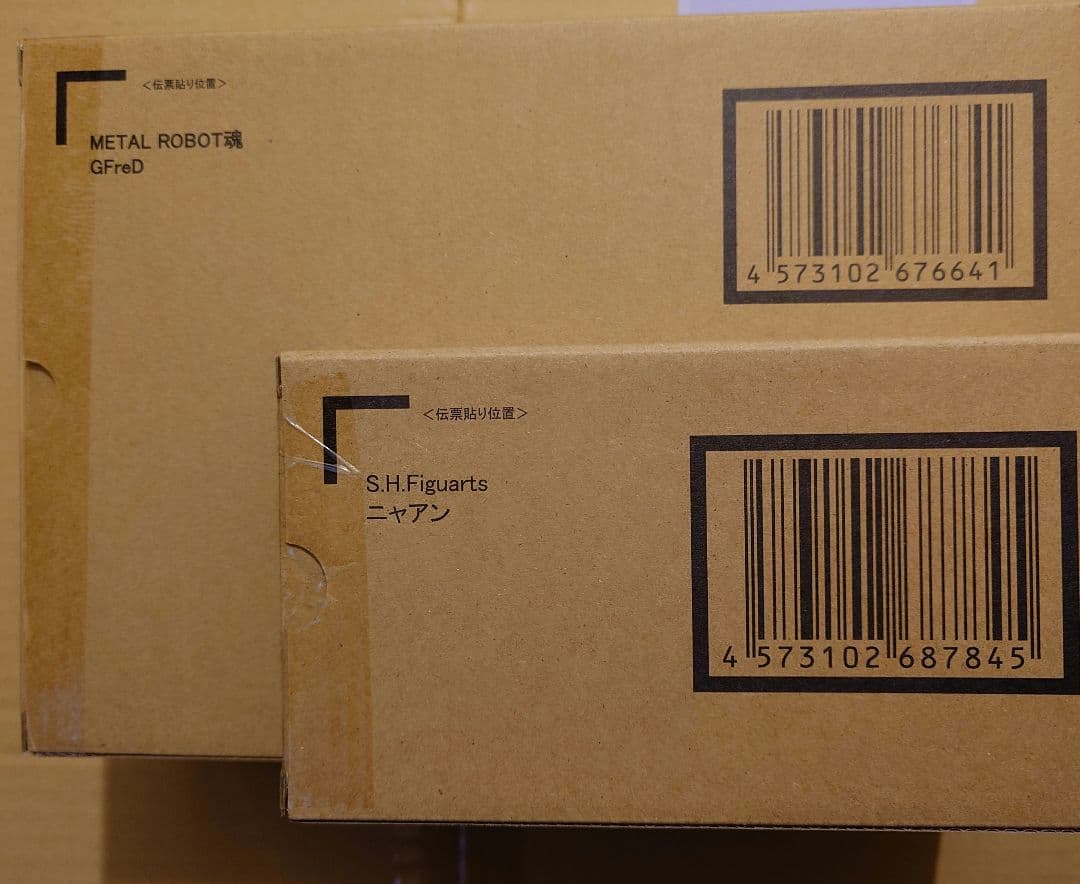 <伝票貼り位置>
METAL ROBOT魂
GFreD
4 573102 676641
<伝票貼り位置>
S.H.Figuarts
ニャアン
4 573102 687845